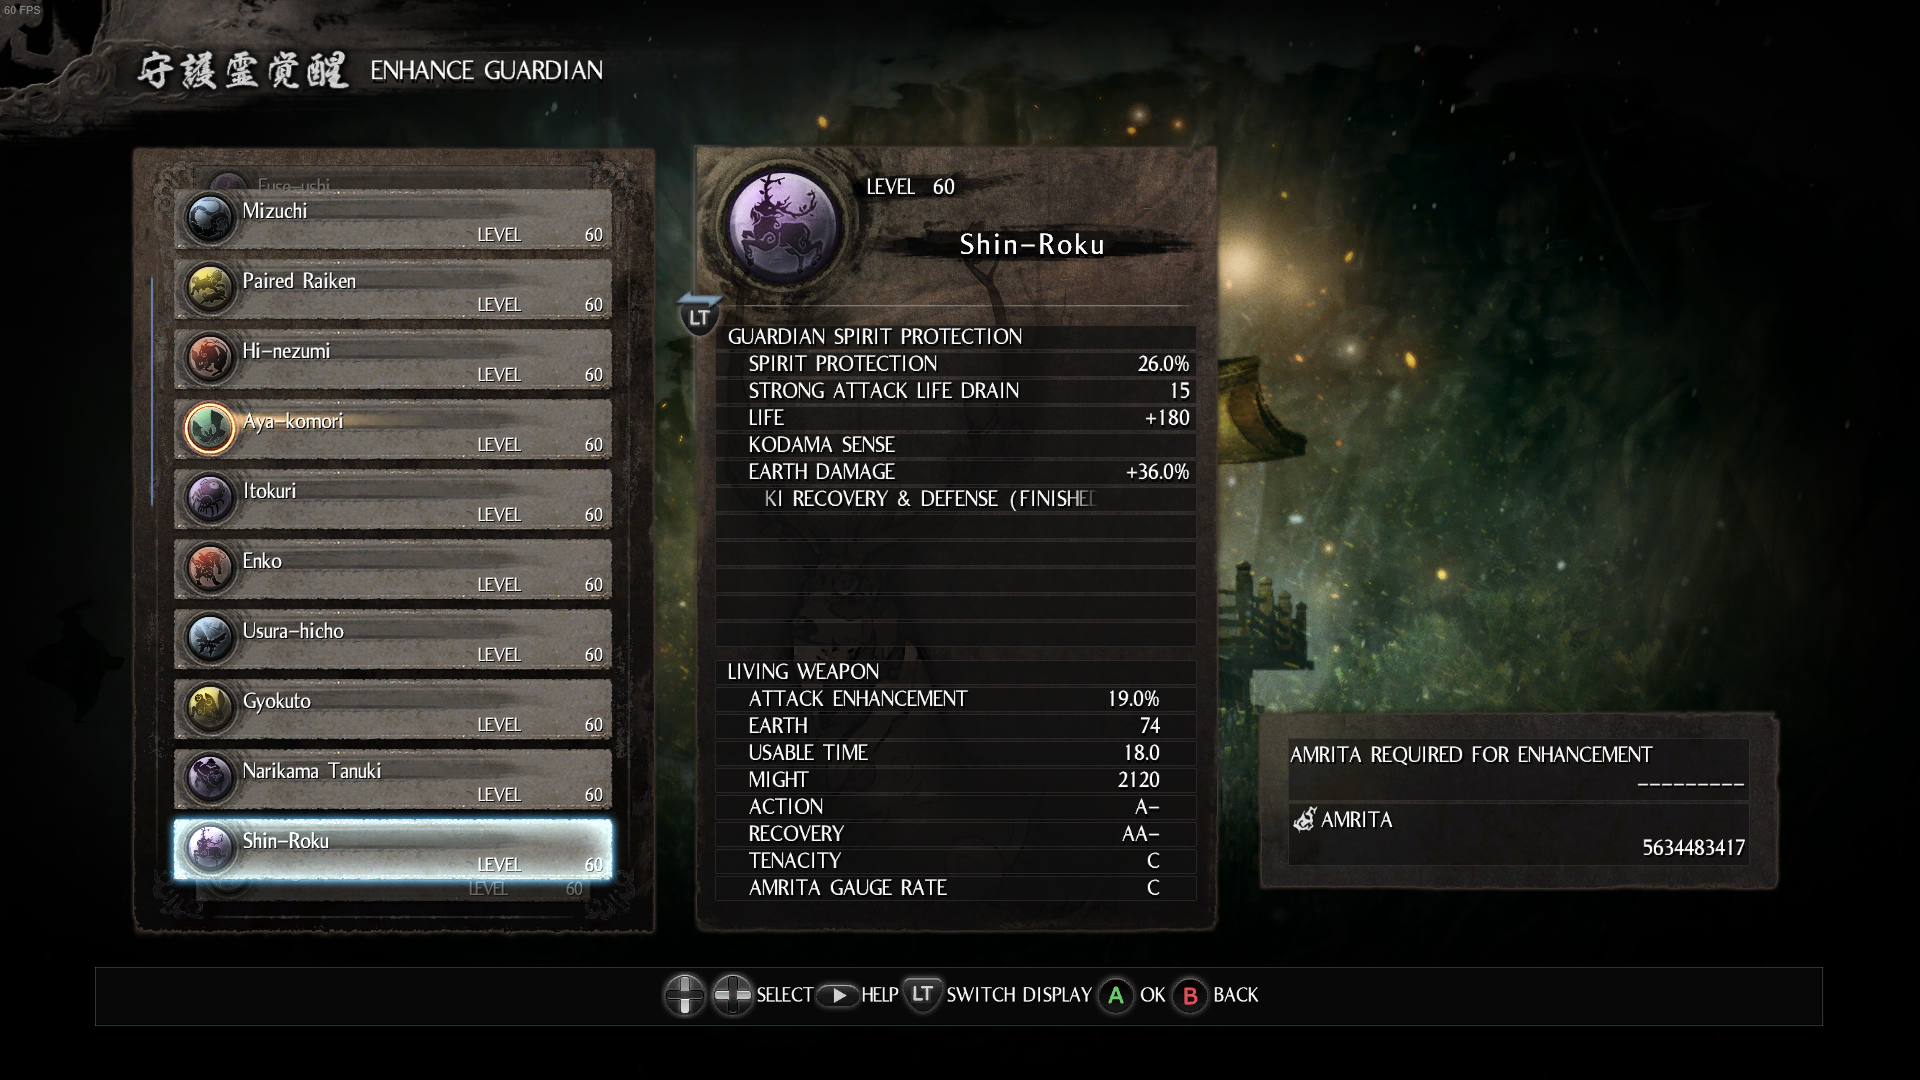 60 FPS
守護霊覚醒 ENHANCE GUARDIAN
Fuse-ushi
Mizuchi
LEVEL 60
Paired Raiken
LEVEL 60
Hi-nezumi
LEVEL 60
Aya-komori
LEVEL 60
Itokuri
LEVEL 60
Enko
LEVEL 60
Usura-hicho
LEVEL 60
Gyokuto
LEVEL 60
Narikama Tanuki
LEVEL 60
Shin-Roku
LEVEL 60
LEVEL 60
LEVEL 60
Shin-Roku
LT
GUARDIAN SPIRIT PROTECTION
SPIRIT PROTECTION 26.0%
STRONG ATTACK LIFE DRAIN 15
LIFE +180
KODAMA SENSE
EARTH DAMAGE +36.0%
KI RECOVERY & DEFENSE (FINISHED
LIVING WEAPON
ATTACK ENHANCEMENT 19.0%
EARTH 74
USABLE TIME 18.0
MIGHT 2120
ACTION A-
RECOVERY AA-
TENACITY C
AMRITA GAUGE RATE C
AMRITA REQUIRED FOR ENHANCEMENT
---------
AMRITA
5634483417
SELECT HELP LT SWITCH DISPLAY A OK B BACK